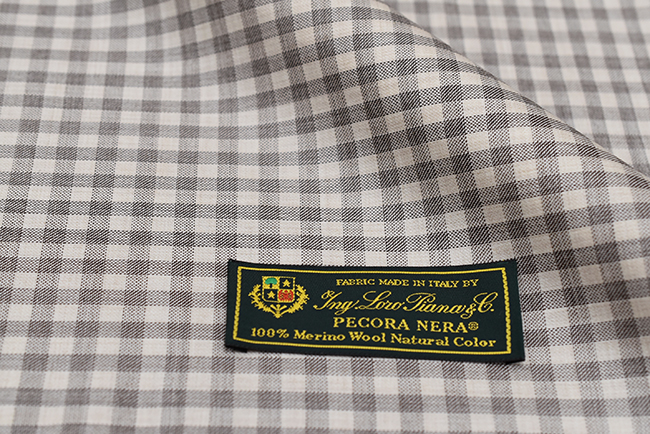 FABRIC MADE IN ITALY BY
Ing. Loro Piana & C.
PECORA NERA®
100% Merino Wool Natural Color